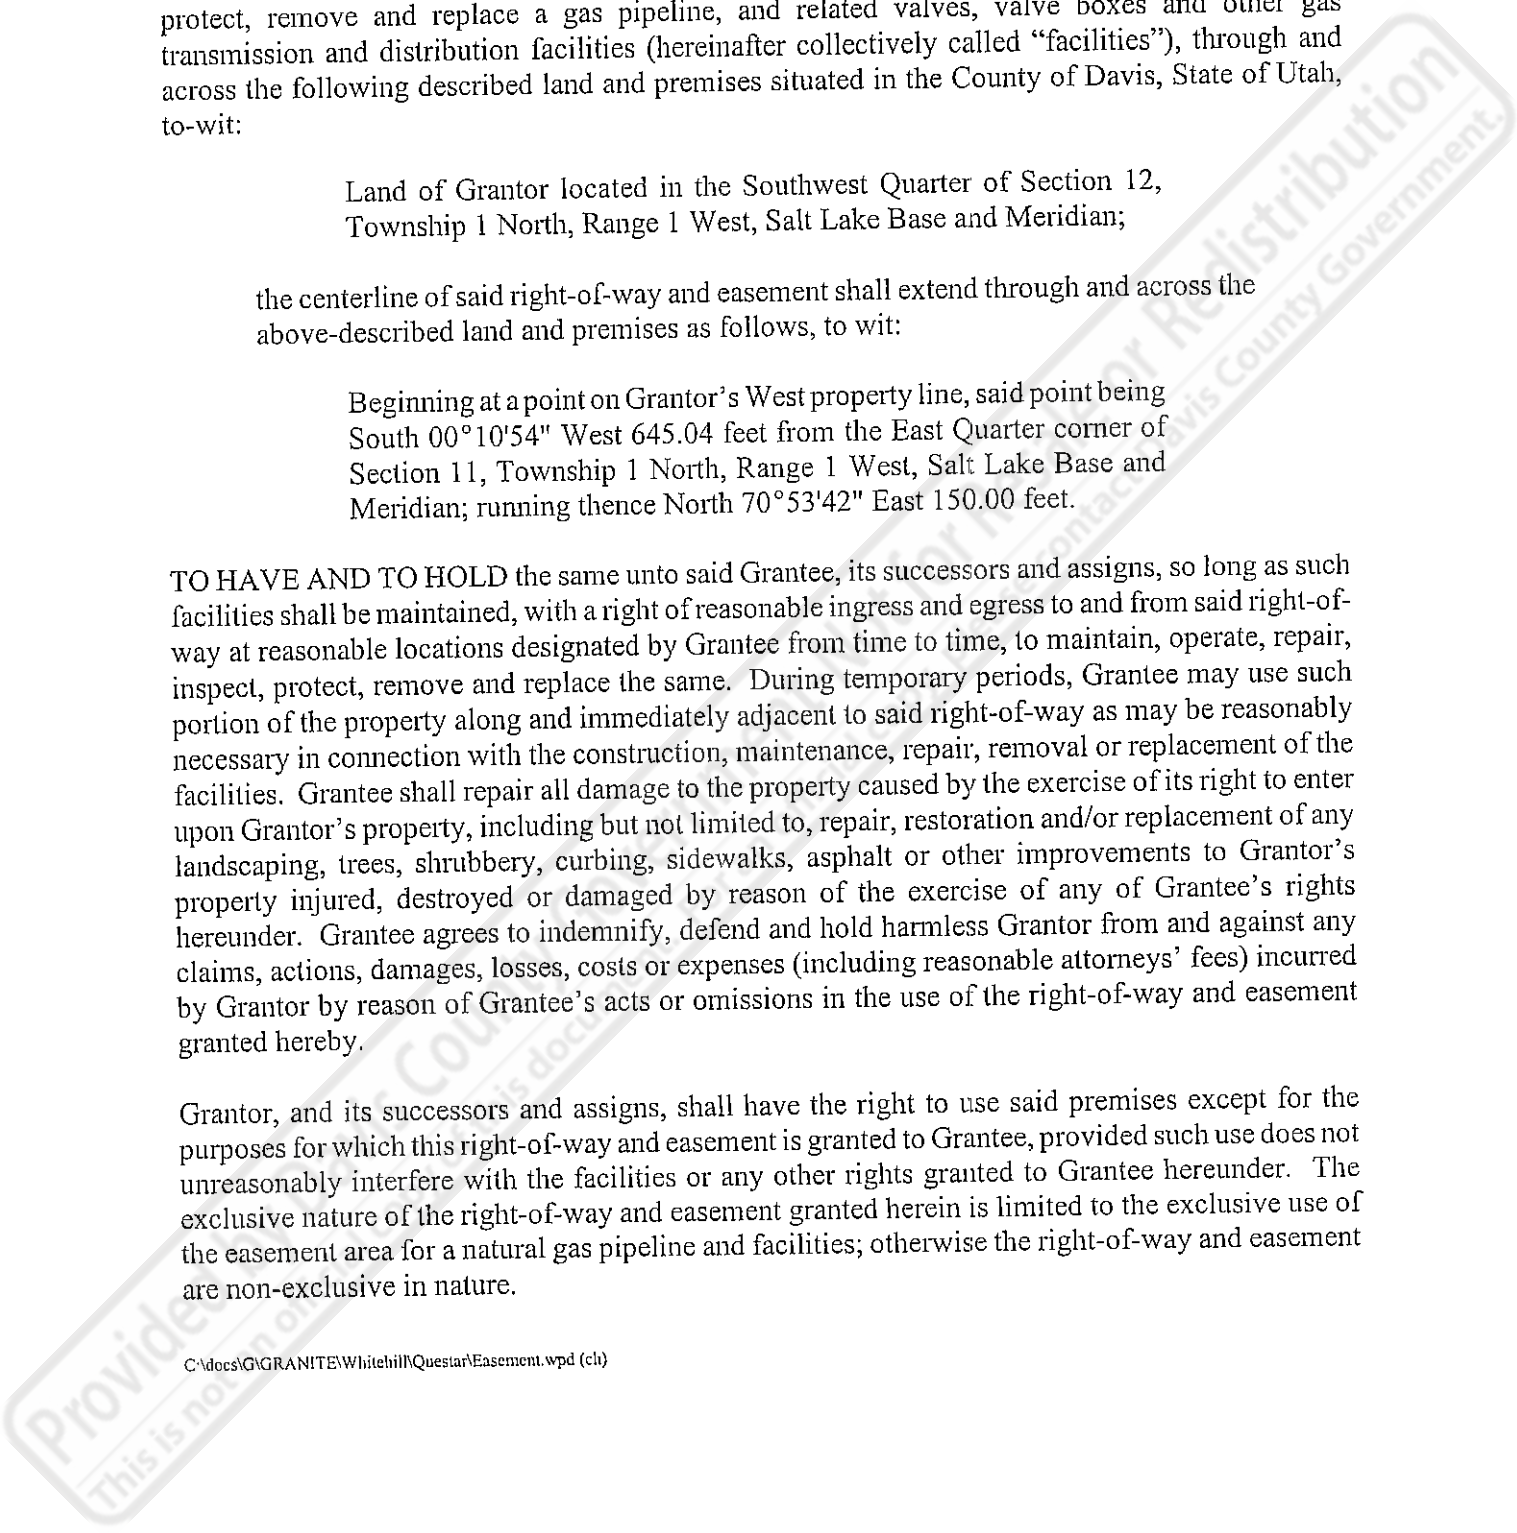 protect, remove and replace a gas pipeline, and related valves, valve boxes and other gas
transmission and distribution facilities (hereinafter collectively called “facilities”), through and
across the following described land and premises situated in the County of Davis, State of Utah,
to-wit:
Land of Grantor located in the Southwest Quarter of Section 12,
Township 1 North, Range 1 West, Salt Lake Base and Meridian;
the centerline of said right-of-way and easement shall extend through and across the
above-described land and premises as follows, to wit:
Beginning at a point on Grantor’s West property line, said point being
South 00°10'54" West 645.04 feet from the East Quarter corner of
Section 11, Township 1 North, Range 1 West, Salt Lake Base and
Meridian; running thence North 70°53'42" East 150.00 feet.
TO HAVE AND TO HOLD the same unto said Grantee, its successors and assigns, so long as such
facilities shall be maintained, with a right of reasonable ingress and egress to and from said right-of-
way at reasonable locations designated by Grantee from time to time, to maintain, operate, repair,
inspect, protect, remove and replace the same. During temporary periods, Grantee may use such
portion of the property along and immediately adjacent to said right-of-way as may be reasonably
necessary in connection with the construction, maintenance, repair, removal or replacement of the
facilities. Grantee shall repair all damage to the property caused by the exercise of its right to enter
upon Grantor’s property, including but not limited to, repair, restoration and/or replacement of any
landscaping, trees, shrubbery, curbing, sidewalks, asphalt or other improvements to Grantor’s
property injured, destroyed or damaged by reason of the exercise of any of Grantee’s rights
hereunder. Grantee agrees to indemnify, defend and hold harmless Grantor from and against any
claims, actions, damages, losses, costs or expenses (including reasonable attorneys’ fees) incurred
by Grantor by reason of Grantee’s acts or omissions in the use of the right-of-way and easement
granted hereby.
Grantor, and its successors and assigns, shall have the right to use said premises except for the
purposes for which this right-of-way and easement is granted to Grantee, provided such use does not
unreasonably interfere with the facilities or any other rights granted to Grantee hereunder. The
exclusive nature of the right-of-way and easement granted herein is limited to the exclusive use of
the easement area for a natural gas pipeline and facilities; otherwise the right-of-way and easement
are non-exclusive in nature.
C:\docs\G\GRANITE\Whitehill\Questar\Easement.wpd (ch)
Provided by Davis County Government Not for Resale or Redistribution
This is not an official copy of this document. For an official copy, please contact Davis County Government.